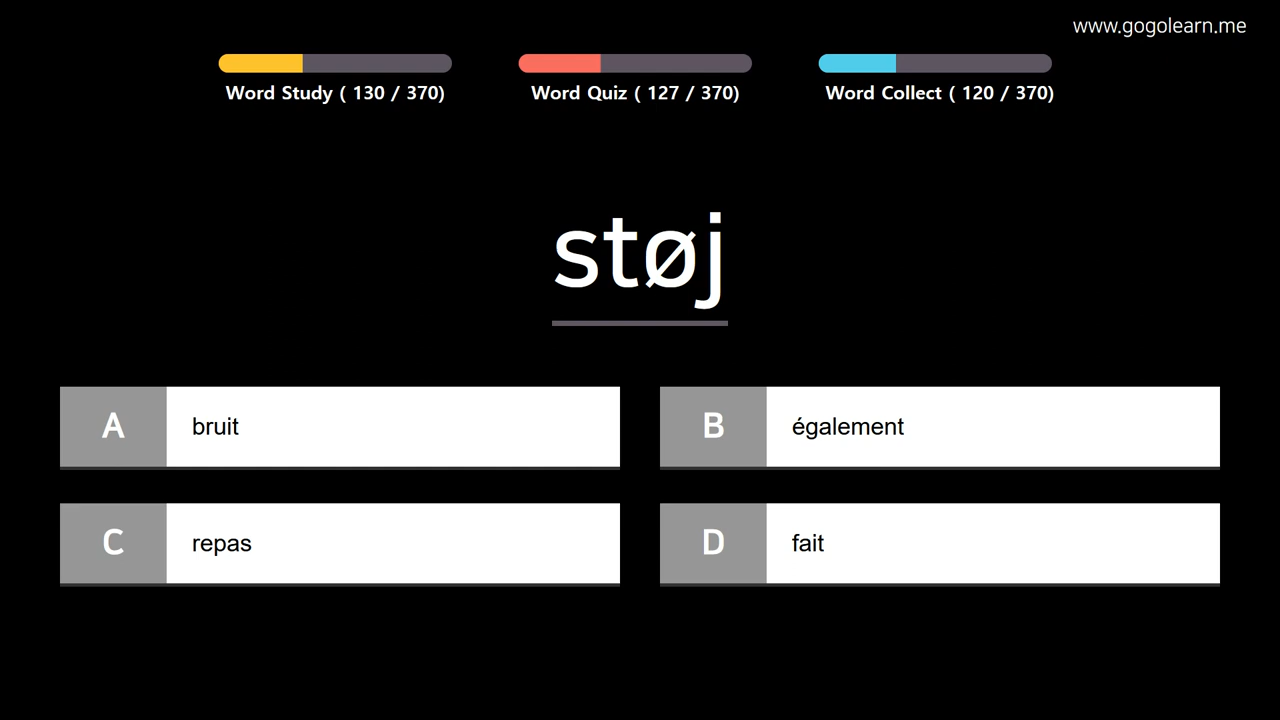 www.gogolearn.me
Word Study ( 130 / 370)
Word Quiz ( 127 / 370)
Word Collect ( 120 / 370)
støj
A bruit
B également
C repas
D fait